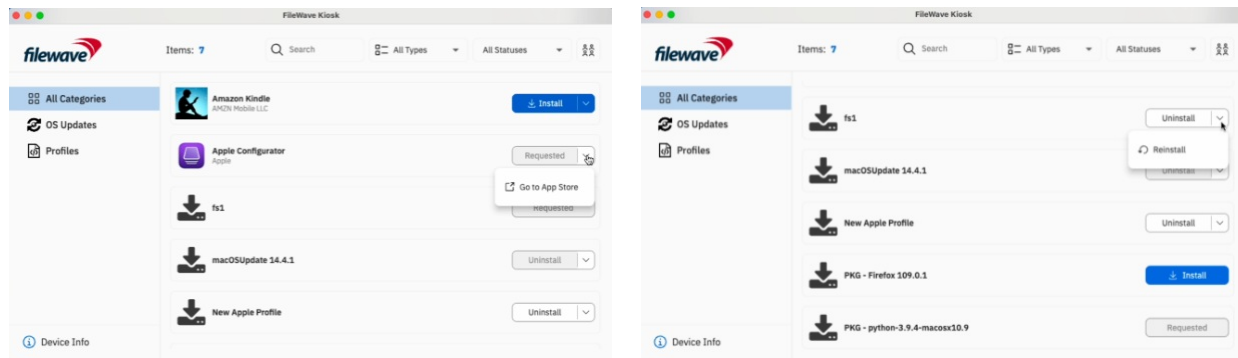 FileWave Kiosk
filewave
Items: 7
Search
All Types
All Statuses
All Categories
OS Updates
Profiles
Amazon Kindle
AMZN Mobile LLC
Install
Apple Configurator
Apple
Requested
Go to App Store
fs1
Requested
macOSUpdate 14.4.1
Uninstall
New Apple Profile
Uninstall
Device Info
FileWave Kiosk
filewave
Items: 7
Search
All Types
All Statuses
All Categories
OS Updates
Profiles
fs1
Uninstall
Reinstall
macOSUpdate 14.4.1
Uninstall
New Apple Profile
Uninstall
PKG - Firefox 109.0.1
Install
PKG - python-3.9.4-macosx10.9
Requested
Device Info